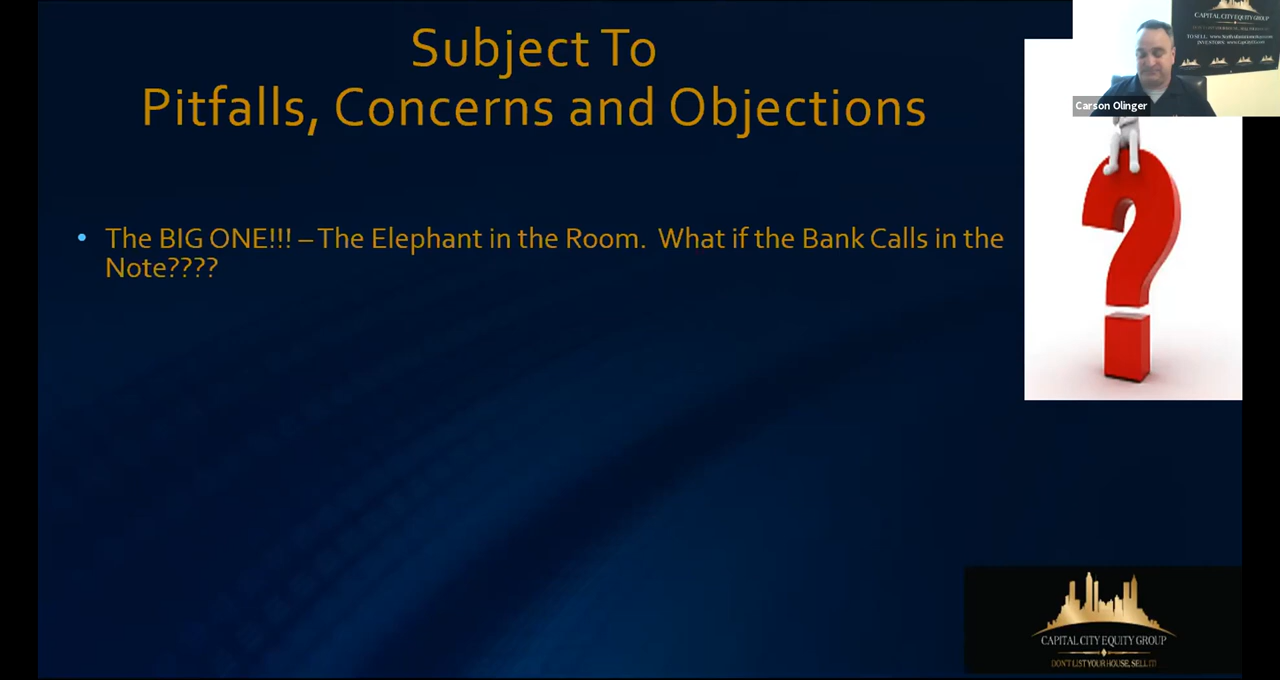 Subject To
Pitfalls, Concerns and Objections
• The BIG ONE!!! – The Elephant in the Room. What if the Bank Calls in the
Note????
CAPITAL CITY EQUITY GROUP
Carson Olinger
CAPITAL CITY EQUITY GROUP
DON'T LIST YOUR HOUSE, SELL IT!